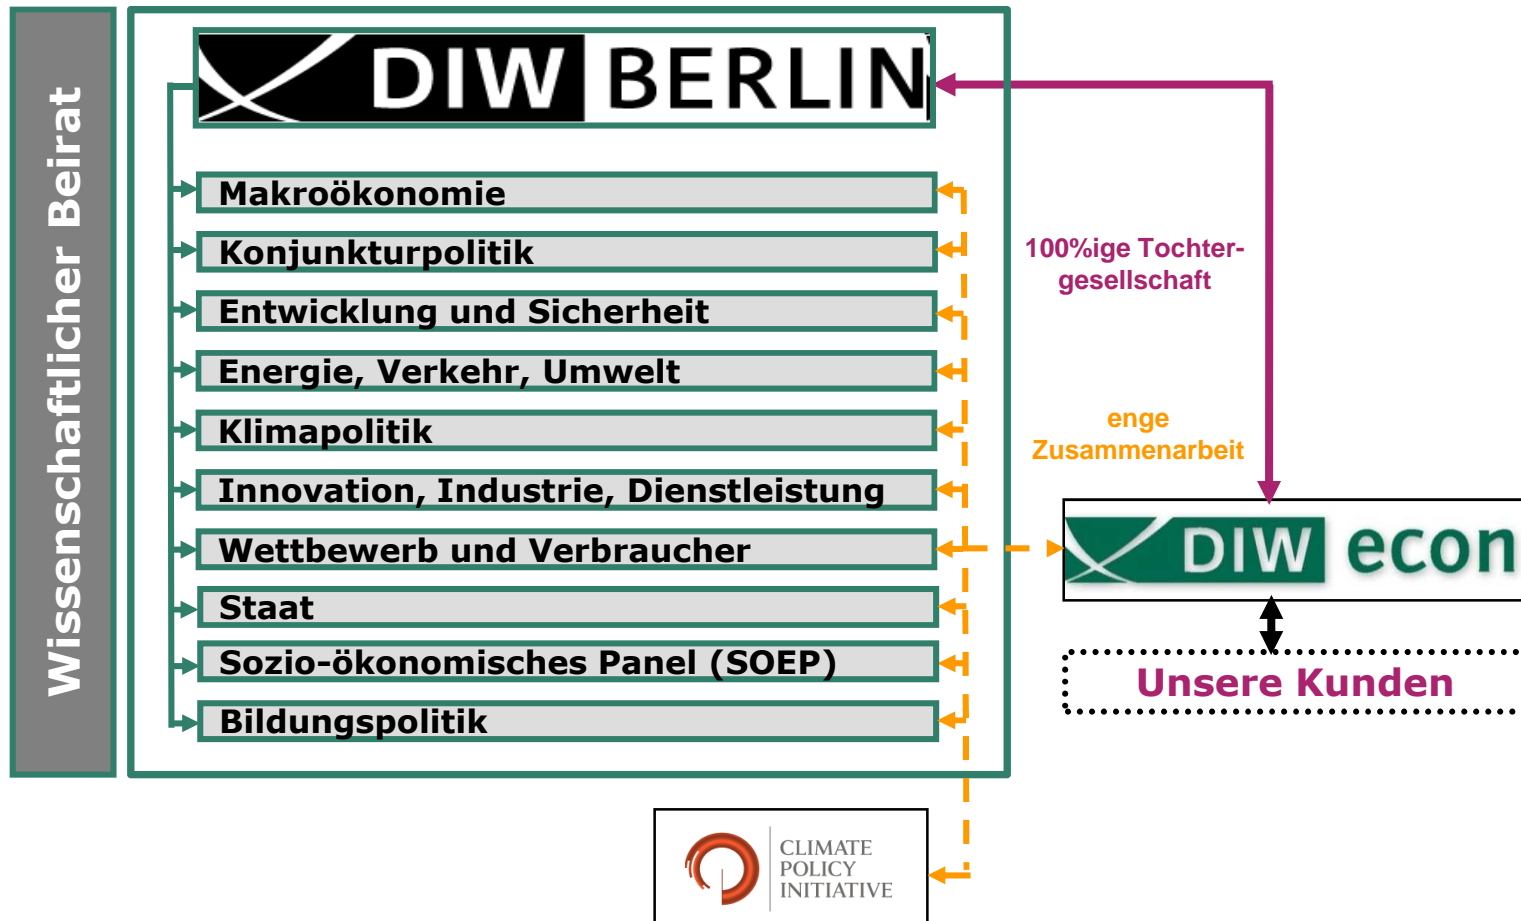 Wissenschaftlicher Beirat
DIW BERLIN
Makroökonomie
Konjunkturpolitik
Entwicklung und Sicherheit
Energie, Verkehr, Umwelt
Klimapolitik
Innovation, Industrie, Dienstleistung
Wettbewerb und Verbraucher
Staat
Sozio-ökonomisches Panel (SOEP)
Bildungspolitik
100%ige Tochter-
gesellschaft
enge
Zusammenarbeit
DIW econ
Unsere Kunden
CLIMATE
POLICY
INITIATIVE